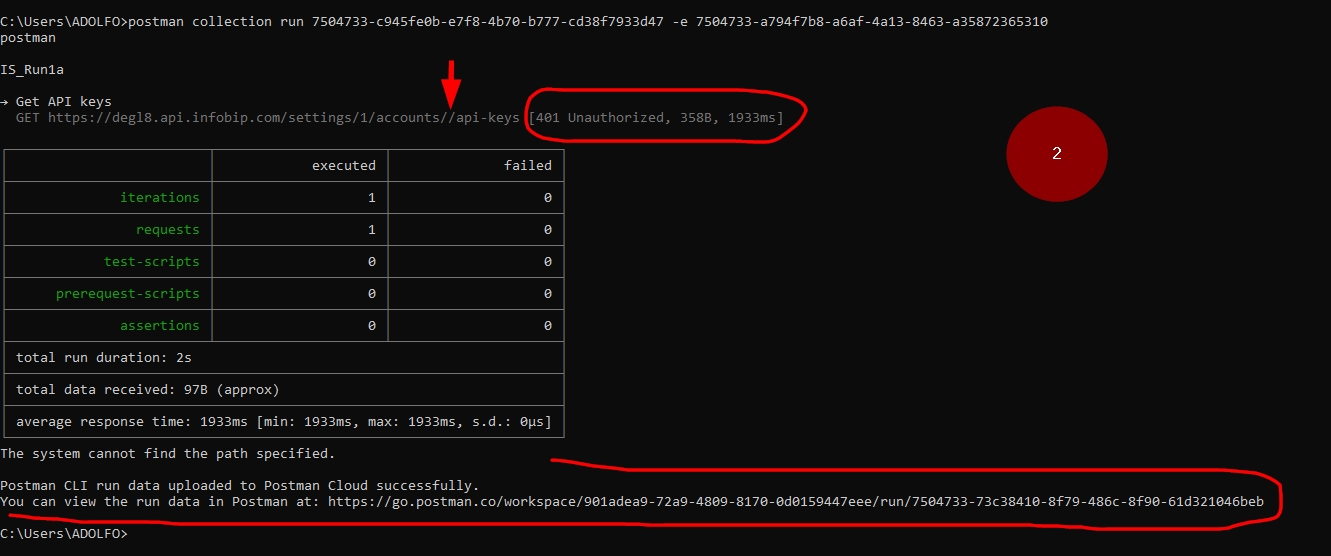 C:\Users\ADOLFO>postman collection run 7504733-c945fe0b-e7f8-4b70-b777-cd38f7933d47 -e 7504733-a794f7b8-a6af-4a13-8463-a35872365310
postman
IS_Run1a
→ Get API keys
GET https://degl8.api.infobip.com/settings/1/accounts//api-keys [401 Unauthorized, 358B, 1933ms]
2
executed failed
iterations 1 0
requests 1 0
test-scripts 0 0
prerequest-scripts 0 0
assertions 0 0
total run duration: 2s
total data received: 97B (approx)
average response time: 1933ms [min: 1933ms, max: 1933ms, s.d.: 0µs]
The system cannot find the path specified.
Postman CLI run data uploaded to Postman Cloud successfully.
You can view the run data in Postman at: https://go.postman.co/workspace/901adea9-72a9-4809-8170-0d0159447eee/run/7504733-73c38410-8f79-486c-8f90-61d321046beb
C:\Users\ADOLFO>